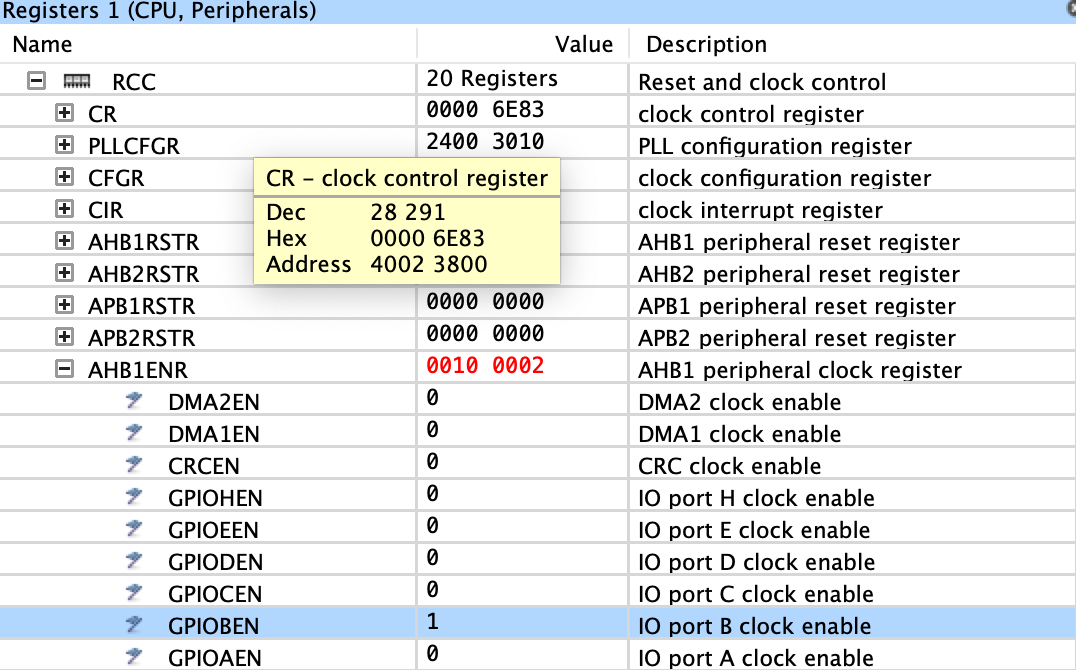 Registers 1 (CPU, Peripherals)
Name Value Description
RCC 20 Registers Reset and clock control
CR 0000 6E83 clock control register
PLLCFGR 2400 3010 PLL configuration register
CFGR clock configuration register
CIR clock interrupt register
AHB1RSTR AHB1 peripheral reset register
AHB2RSTR AHB2 peripheral reset register
CR – clock control register
Dec 28 291
Hex 0000 6E83
Address 4002 3800
APB1RSTR 0000 0000 APB1 peripheral reset register
APB2RSTR 0000 0000 APB2 peripheral reset register
AHB1ENR 0010 0002 AHB1 peripheral clock register
DMA2EN 0 DMA2 clock enable
DMA1EN 0 DMA1 clock enable
CRCEN 0 CRC clock enable
GPIOHEN 0 IO port H clock enable
GPIOEEN 0 IO port E clock enable
GPIODEN 0 IO port D clock enable
GPIOCEN 0 IO port C clock enable
GPIOBEN 1 IO port B clock enable
GPIOAEN 0 IO port A clock enable